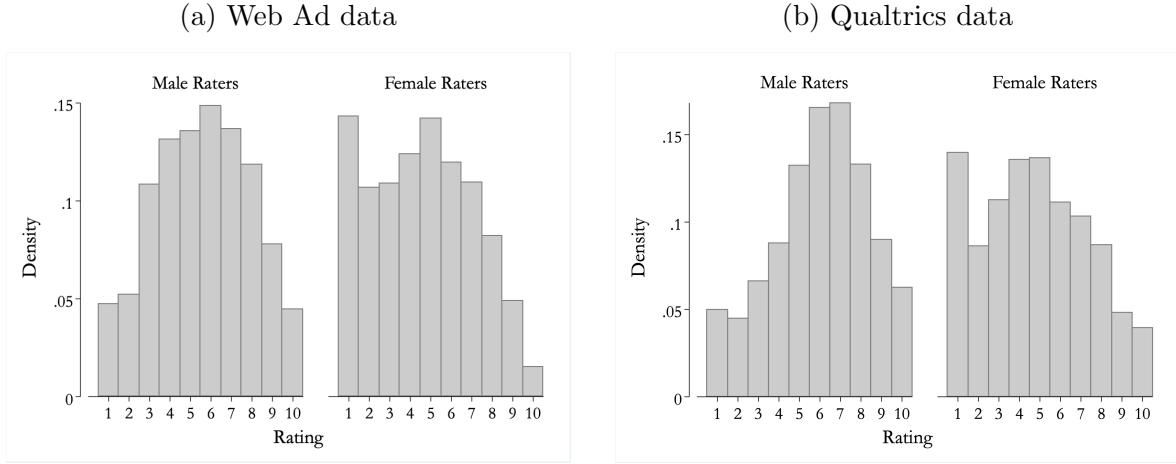 (a) Web Ad data
Male Raters
Female Raters
Density
.15
.1
.05
0
1 2 3 4 5 6 7 8 9 10
1 2 3 4 5 6 7 8 9 10
Rating
(b) Qualtrics data
Male Raters
Female Raters
Density
.15
.1
.05
0
1 2 3 4 5 6 7 8 9 10
1 2 3 4 5 6 7 8 9 10
Rating